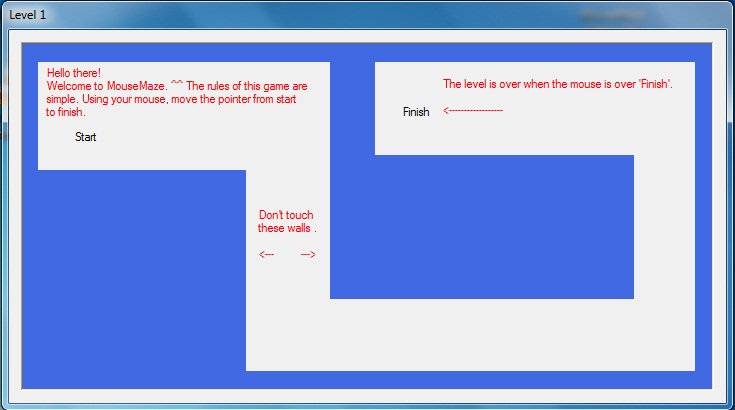 Level 1
Hello there!
Welcome to MouseMaze. ^^ The rules of this game are
simple. Using your mouse, move the pointer from start
to finish.
Start
The level is over when the mouse is over 'Finish'.
Finish <-----------------
Don't touch
these walls .
<--- --->